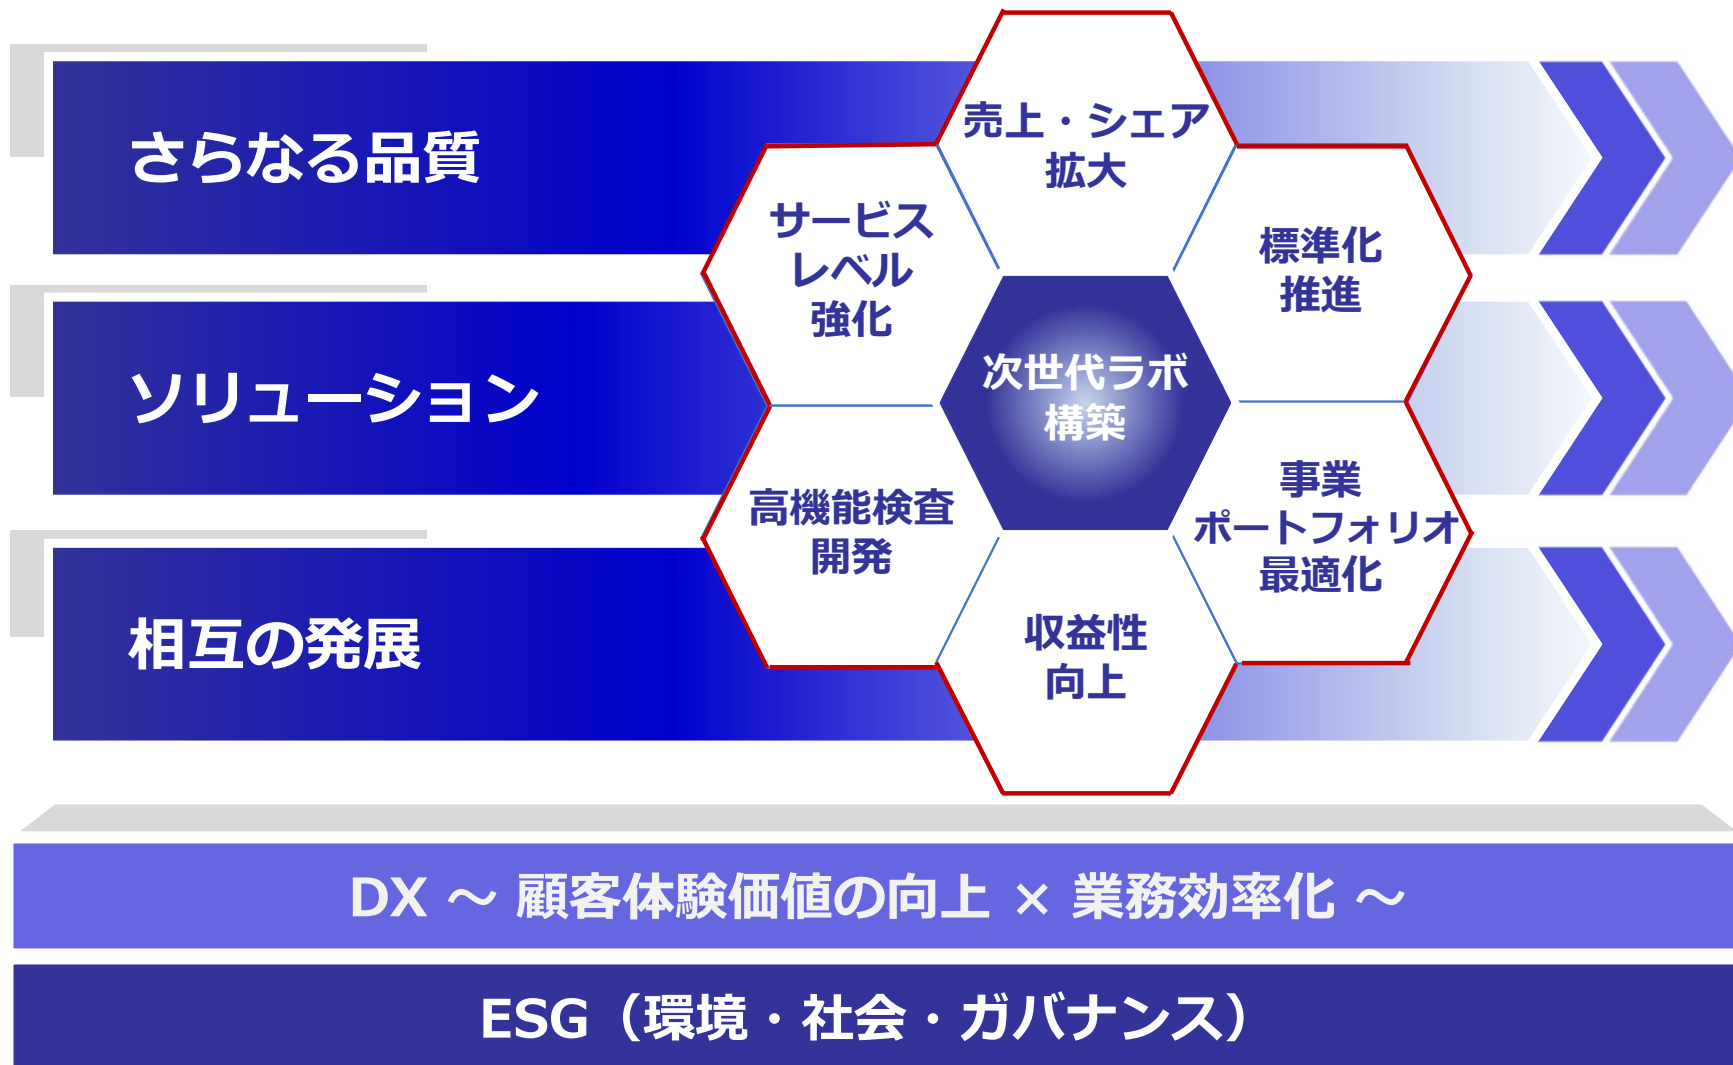 さらなる品質
ソリューション
相互の発展
売上・シェア
拡大
サービス
レベル
強化
標準化
推進
次世代ラボ
構築
高機能検査
開発
事業
ポートフォリオ
最適化
収益性
向上
DX ～ 顧客体験価値の向上 × 業務効率化 ～
ESG（環境・社会・ガバナンス）